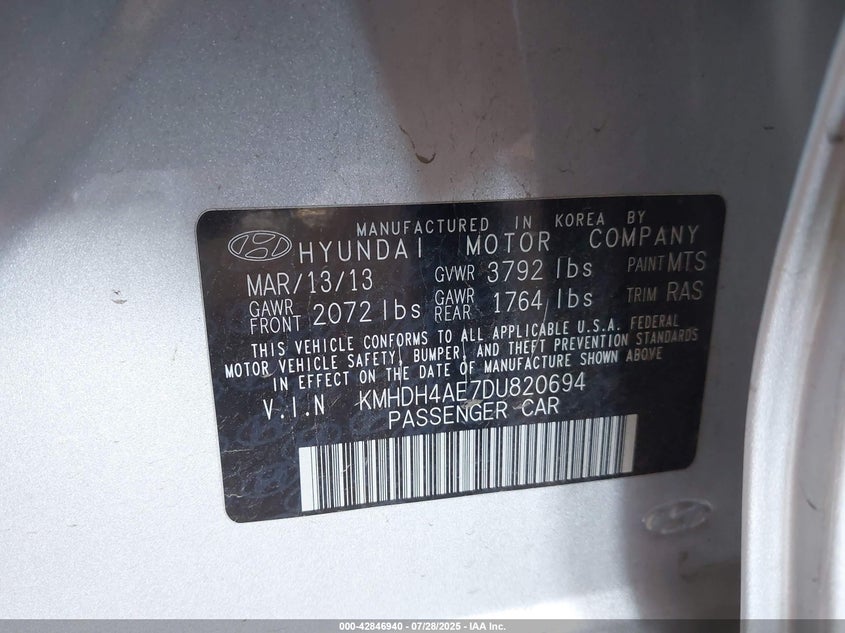 MANUFACTURED IN KOREA BY
HYUNDAI MOTOR COMPANY
MAR/13/13 GVWR 3792 lbs PAINT MTS
GAWR FRONT 2072 lbs GAWR REAR 1764 lbs TRIM RAS
THIS VEHICLE CONFORMS TO ALL APPLICABLE U.S.A. FEDERAL
MOTOR VEHICLE SAFETY, BUMPER, AND THEFT PREVENTION STANDARDS
IN EFFECT ON THE DATE OF MANUFACTURE SHOWN ABOVE
V.I.N KMHDH4AE7DU820694
PASSENGER CAR
000-42846940 - 07/28/2025 - IAA Inc.